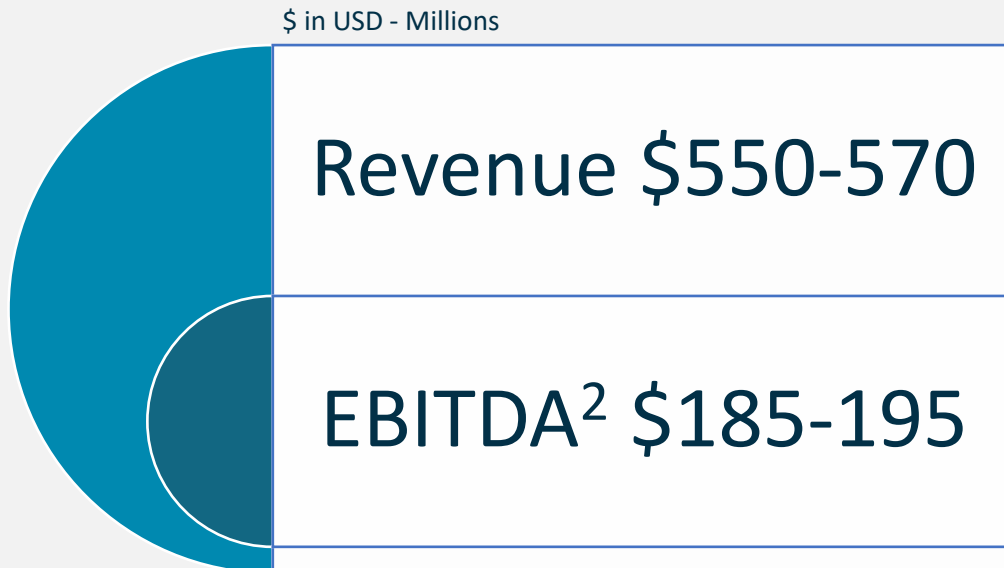 $ in USD - Millions
Revenue $550-570
EBITDA² $185-195